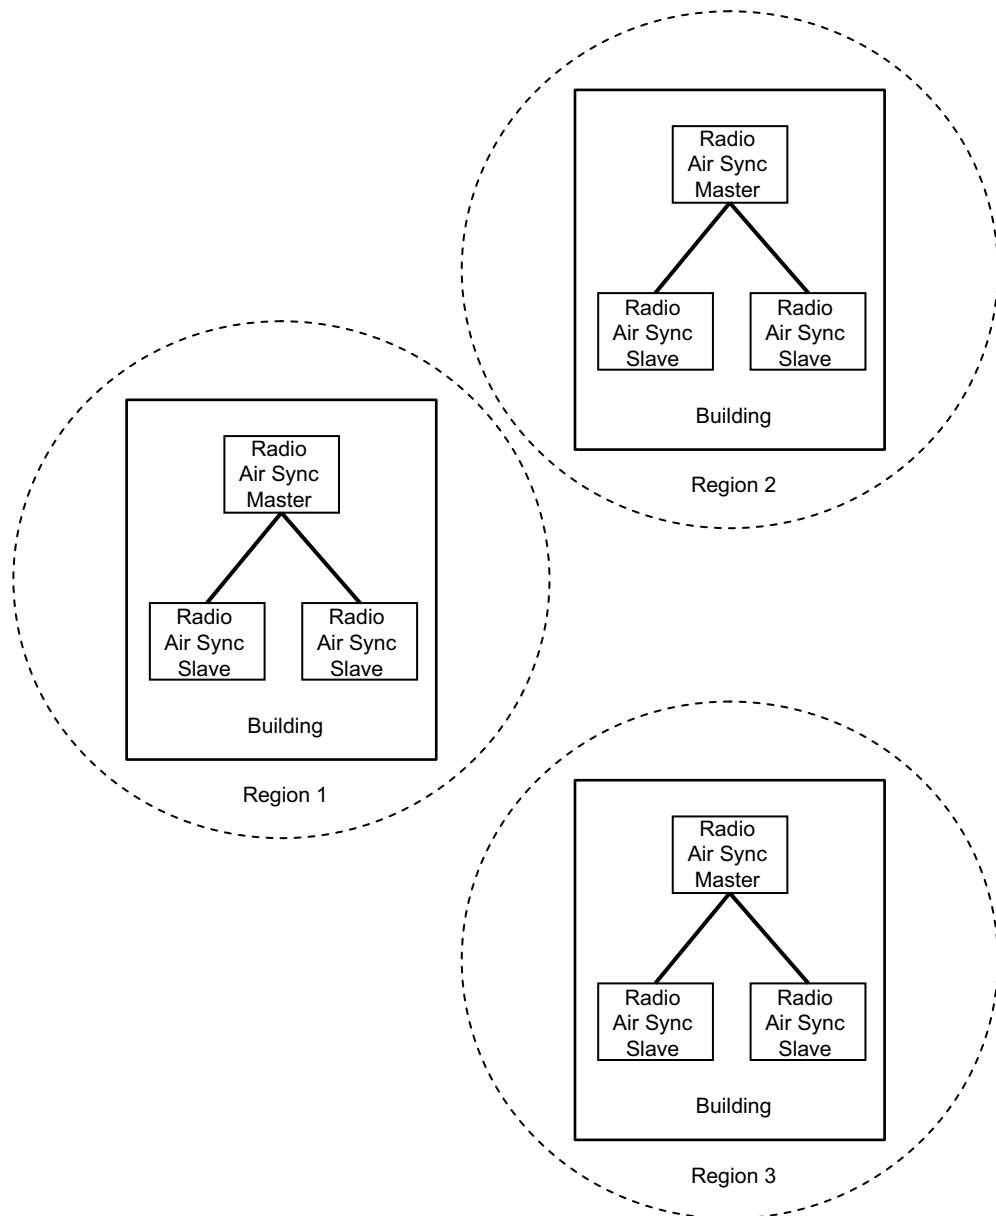 Radio
Air Sync
Master
Radio
Air Sync
Slave
Radio
Air Sync
Slave
Building
Region 2
Radio
Air Sync
Master
Radio
Air Sync
Slave
Radio
Air Sync
Slave
Building
Region 1
Radio
Air Sync
Master
Radio
Air Sync
Slave
Radio
Air Sync
Slave
Building
Region 3